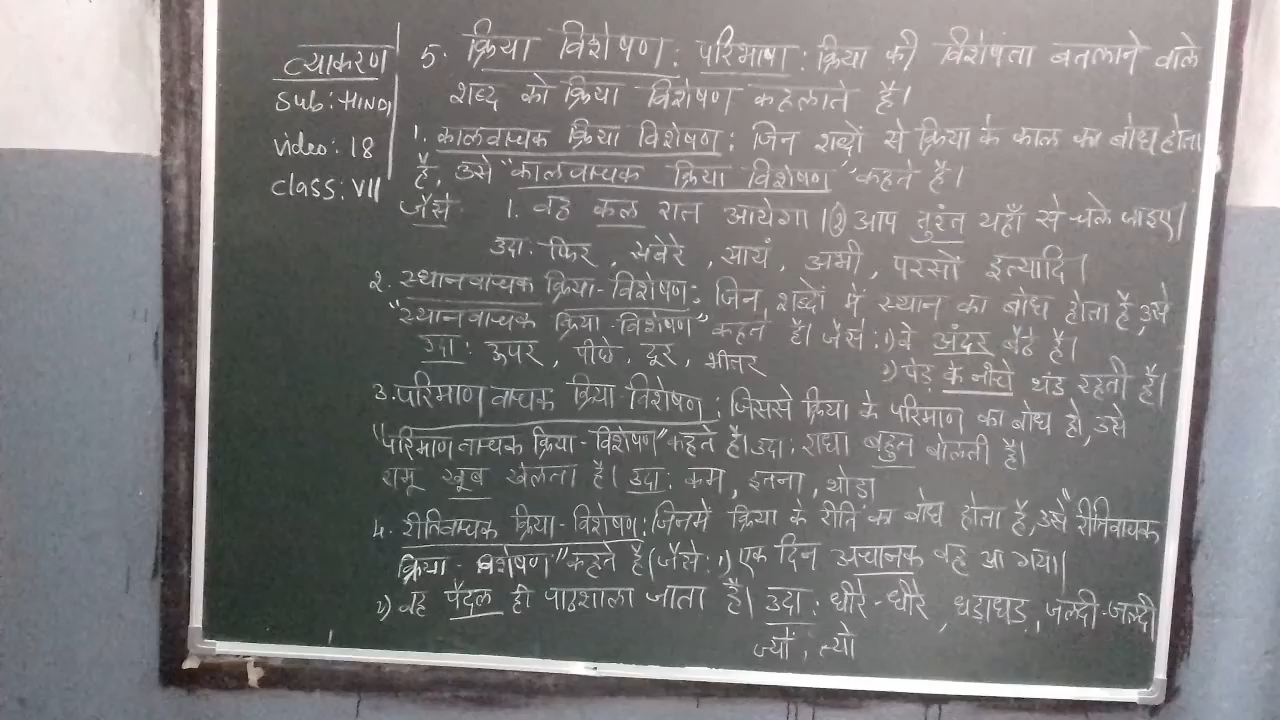 व्याकरण
Sub: HINDI
video: 18
class: VII
5. क्रिया विशेषण: परिभाषा: क्रिया की विशेषता बतलाने वाले
शब्द को क्रिया विशेषण कहलाते है।
1. कालवाचक क्रिया विशेषण: जिन शब्दों से क्रिया के काल का बोध होता
है, उसे "कालवाचक क्रिया विशेषण" कहते है।
जैसे: 1. वह कल रात आयेगा। 2) आप तुरंत यहाँ से चले जाइए।
उदा: फिर, सवेरे, सायं, अभी, परसों इत्यादि।
2. स्थानवाचक क्रिया-विशेषण: जिन शब्दों में स्थान का बोध होता है, उसे
"स्थानवाचक क्रिया-विशेषण" कहते है। जैसे: 1) वे अंदर बैठे है।
उदा: ऊपर, पीछे, दूर, भीतर 2) पेड़ के नीचे थंड रहती है।
3. परिमाण वाचक क्रिया-विशेषण: जिससे क्रिया के परिमाण का बोध हो, उसे
"परिमाणवाचक क्रिया-विशेषण" कहते है। उदा: राधा बहुत बोलती है।
रामू खूब खेलता है। उदा: कम, इतना, थोड़ा
4. रीतिवाचक क्रिया-विशेषण: जिनमें क्रिया के रीति का बोध होता है, उसे "रीतिवाचक
क्रिया-विशेषण" कहते है (जैसे: 1) एक दिन अचानक वह आ गया।
2) वह पैदल ही पाठशाला जाता है। उदा: धीरे-धीरे, धड़ाधड़, जल्दी-जल्दी
ज्यों, त्यो